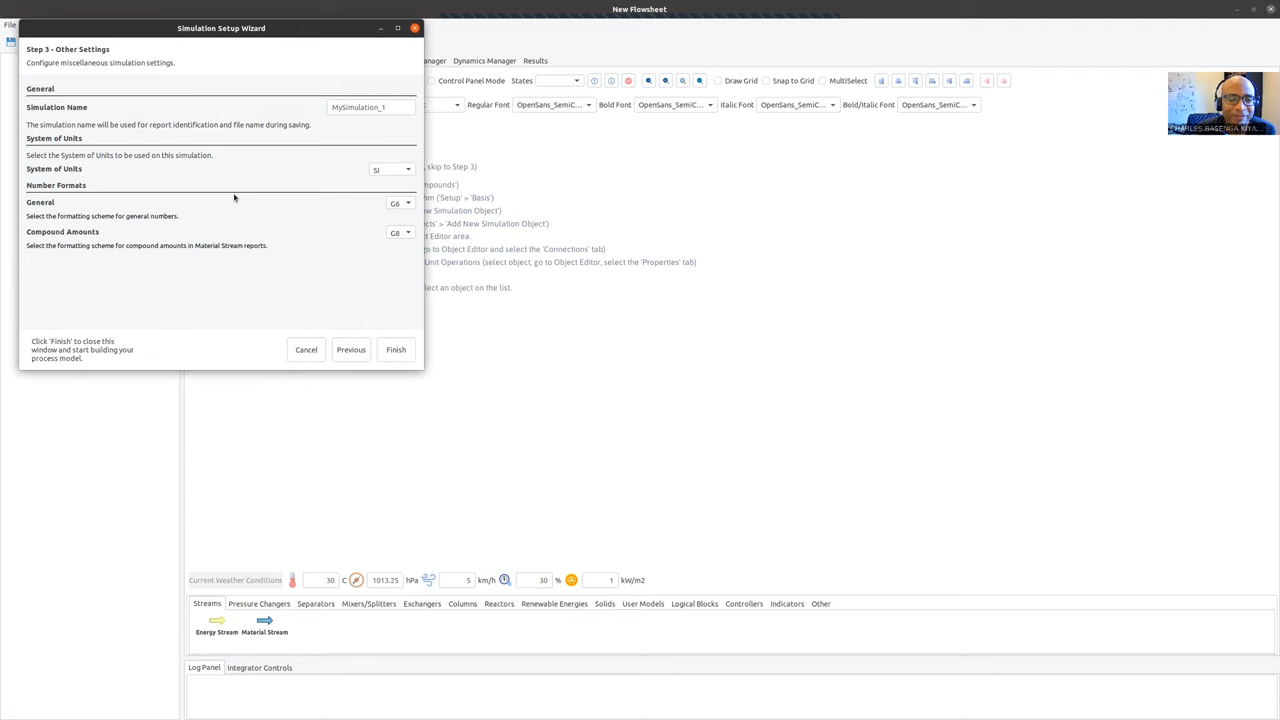 New Flowsheet
File
Simulation Setup Wizard
Step 3 - Other Settings
Configure miscellaneous simulation settings.
General
Simulation Name
MySimulation_1
The simulation name will be used for report identification and file name during saving.
System of Units
Select the System of Units to be used on this simulation.
System of Units
SI
Number Formats
General
G6
Select the formatting scheme for general numbers.
Compound Amounts
G8
Select the formatting scheme for compound amounts in Material Stream reports.
Click 'Finish' to close this
window and start building your
process model.
Cancel
Previous
Finish
anager Dynamics Manager Results
Control Panel Mode States Draw Grid Snap to Grid MultiSelect
Regular Font OpenSans_SemiC... Bold Font OpenSans_SemiC... Italic Font OpenSans_SemiC... Bold/Italic Font OpenSans_SemiC...
CHARLES BASENGA KIYA...
, skip to Step 3)
mpounds')
hm ('Setup' > 'Basis')
ew Simulation Object')
ects' > 'Add New Simulation Object')
ct Editor area.
go to Object Editor and select the 'Connections' tab)
Unit Operations (select object, go to Object Editor, select the 'Properties' tab)
lect an object on the list.
Current Weather Conditions 30 C 1013.25 hPa 5 km/h 30 % 1 kW/m2
Streams Pressure Changers Separators Mixers/Splitters Exchangers Columns Reactors Renewable Energies Solids User Models Logical Blocks Controllers Indicators Other
Energy Stream Material Stream
Log Panel Integrator Controls